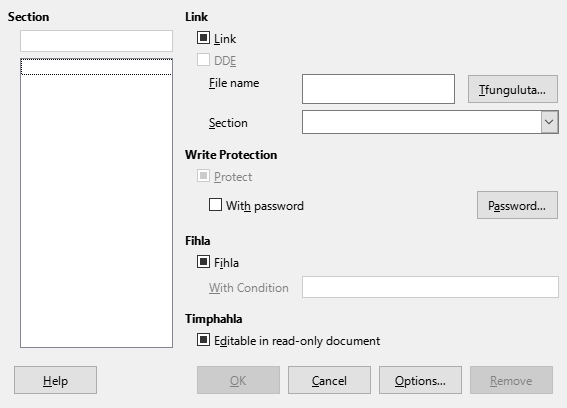 Section
Link
Link
DDE
File name
Tfunguluta...
Section
Write Protection
Protect
With password
Password...
Fihla
Fihla
With Condition
Timphahla
Editable in read-only document
Help
OK
Cancel
Options...
Remove